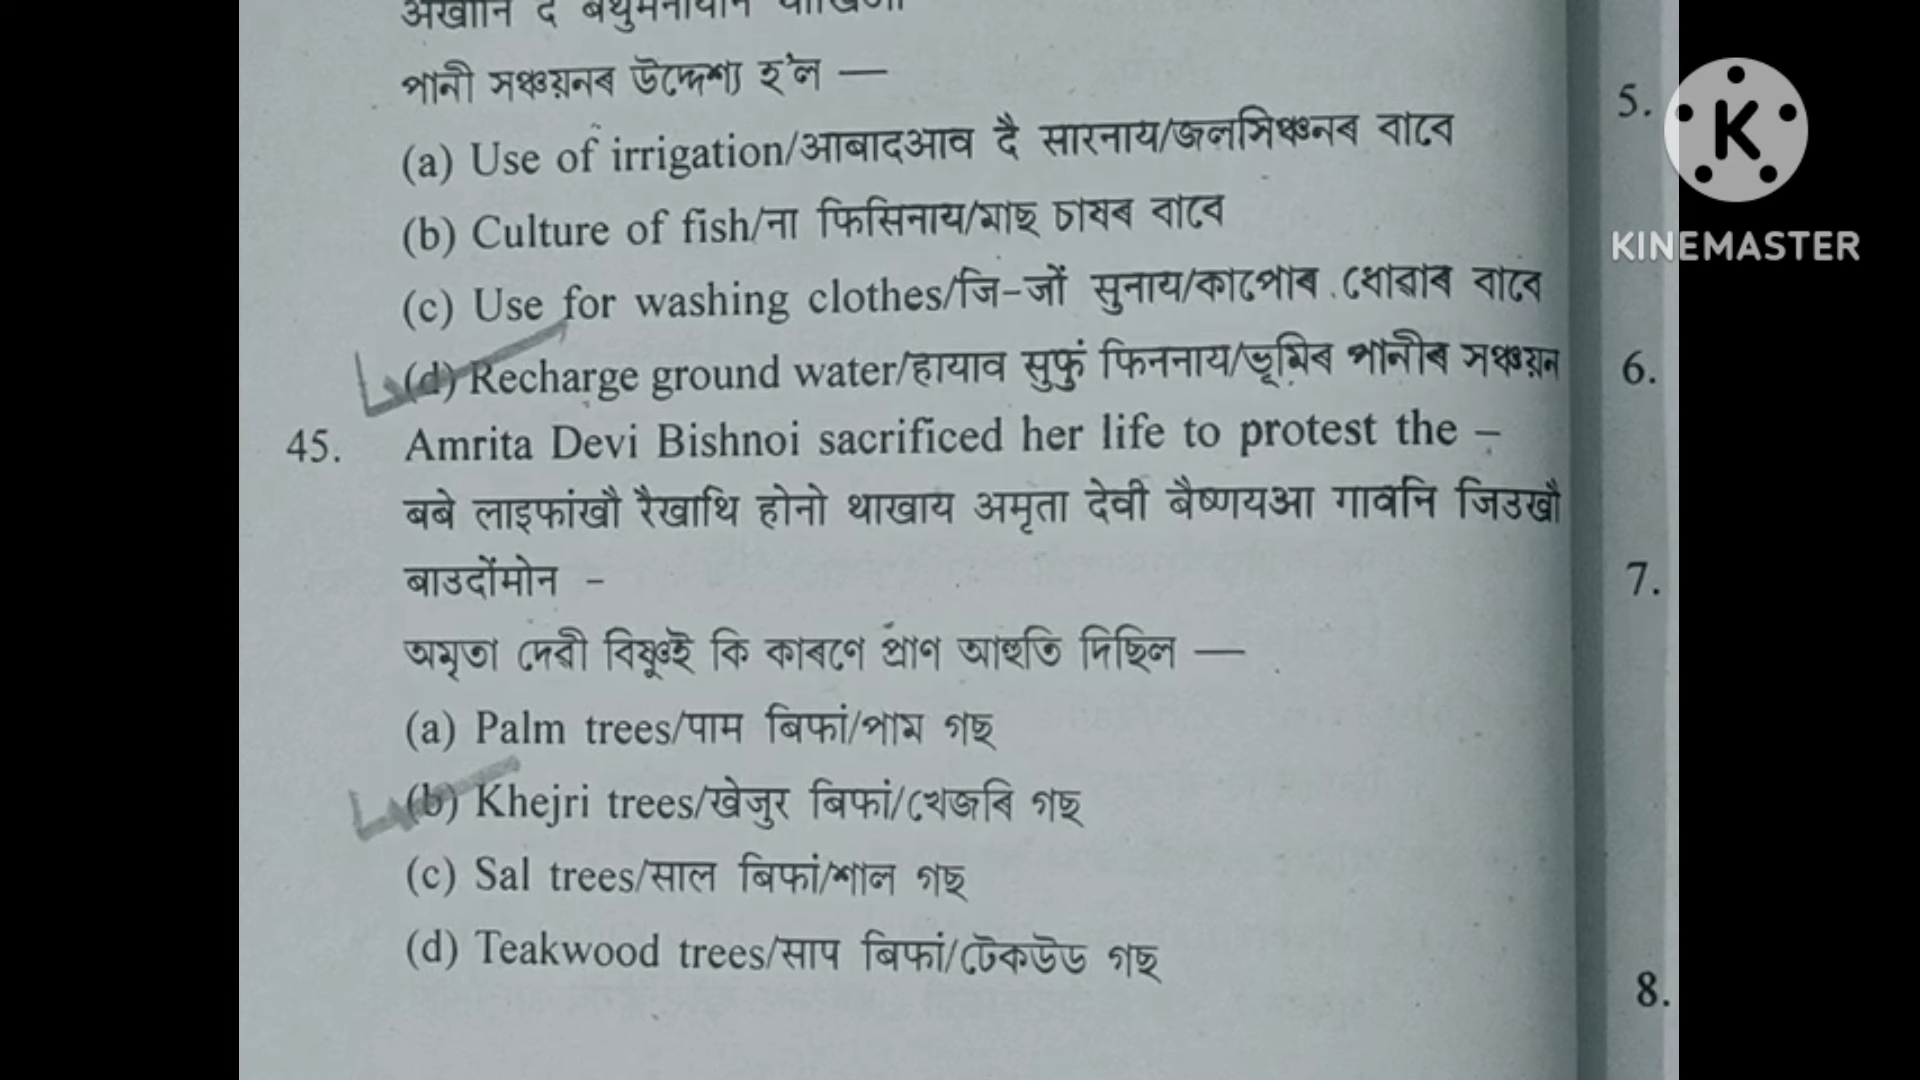 পানী সঞ্চয়নৰ উদ্দেশ্য হ'ল —
(a) Use of irrigation/आबादआव दै सारनाय/জলসিঞ্চনৰ বাবে
(b) Culture of fish/ना फिसिनाय/মাছ চাষৰ বাবে
(c) Use for washing clothes/जि-जों सुनाय/কাপোৰ ধোৱাৰ বাবে
(d) Recharge ground water/हायाव सुफुं फिननाय/ভূমিৰ পানীৰ সঞ্চয়ন
45. Amrita Devi Bishnoi sacrificed her life to protest the –
बबे लाइफांखौ रैखाथि होनो थाखाय अमृता देवी बैष्णयआ गावनि जिउखौ
बाउदोंमोन -
অমৃতা দেৱী বিষ্ণুই কি কাৰণে প্ৰাণ আহুতি দিছিল —
(a) Palm trees/पाम बिफां/পাম গছ
(b) Khejri trees/खेजुर बिफां/খেজৰি গছ
(c) Sal trees/साल बिफां/শাল গছ
(d) Teakwood trees/साप बिफां/টেকউড গছ
5.
6.
7.
8.
K
KINEMASTER